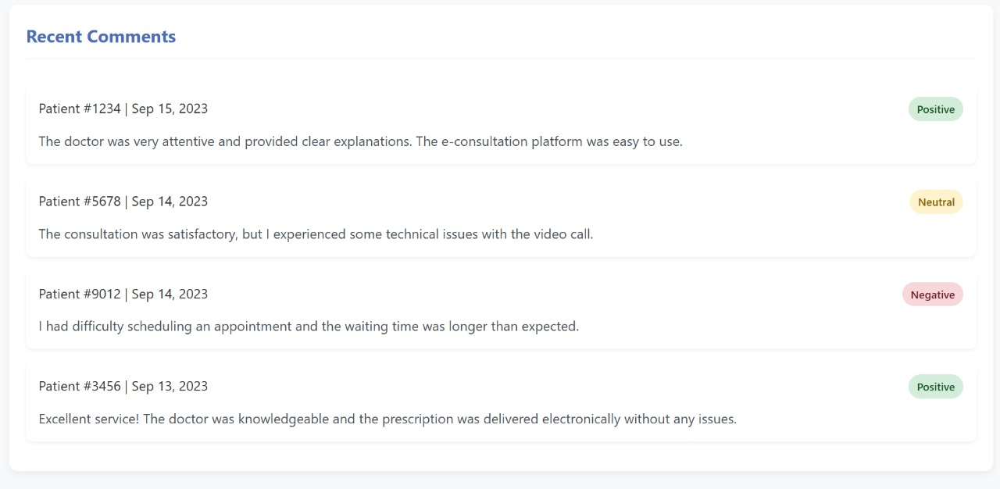 Recent Comments
Patient #1234 | Sep 15, 2023
Positive
The doctor was very attentive and provided clear explanations. The e-consultation platform was easy to use.
Patient #5678 | Sep 14, 2023
Neutral
The consultation was satisfactory, but I experienced some technical issues with the video call.
Patient #9012 | Sep 14, 2023
Negative
I had difficulty scheduling an appointment and the waiting time was longer than expected.
Patient #3456 | Sep 13, 2023
Positive
Excellent service! The doctor was knowledgeable and the prescription was delivered electronically without any issues.